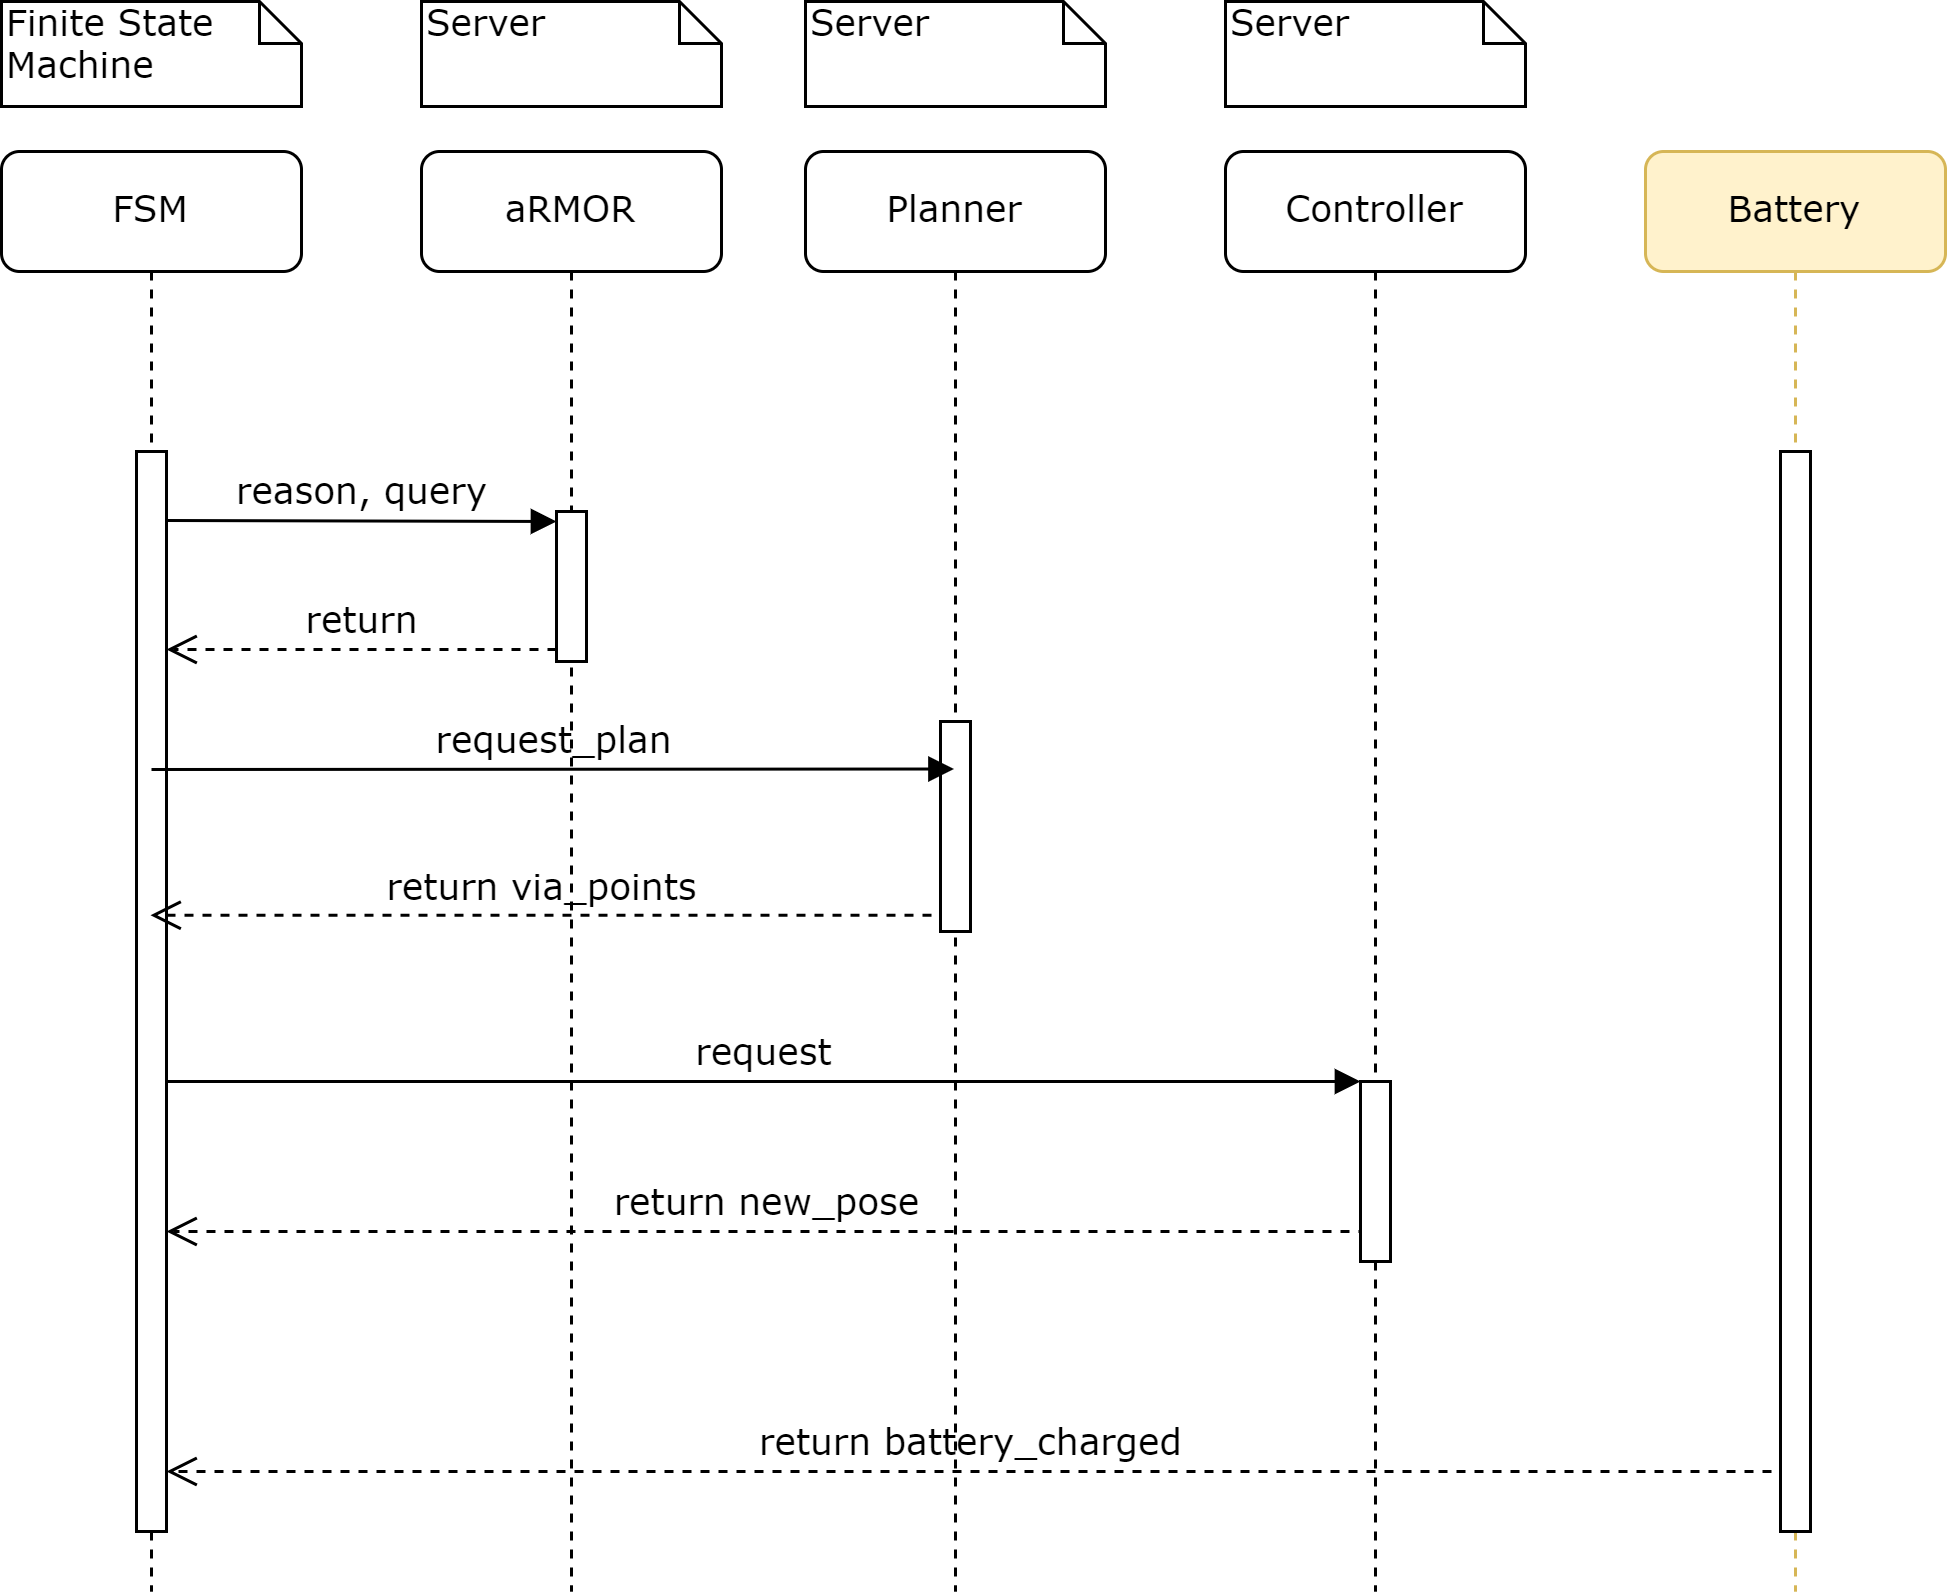 Finite State
Machine
Server
Server
Server
FSM
aRMOR
Planner
Controller
Battery
reason, query
return
request_plan
return via_points
request
return new_pose
return battery_charged